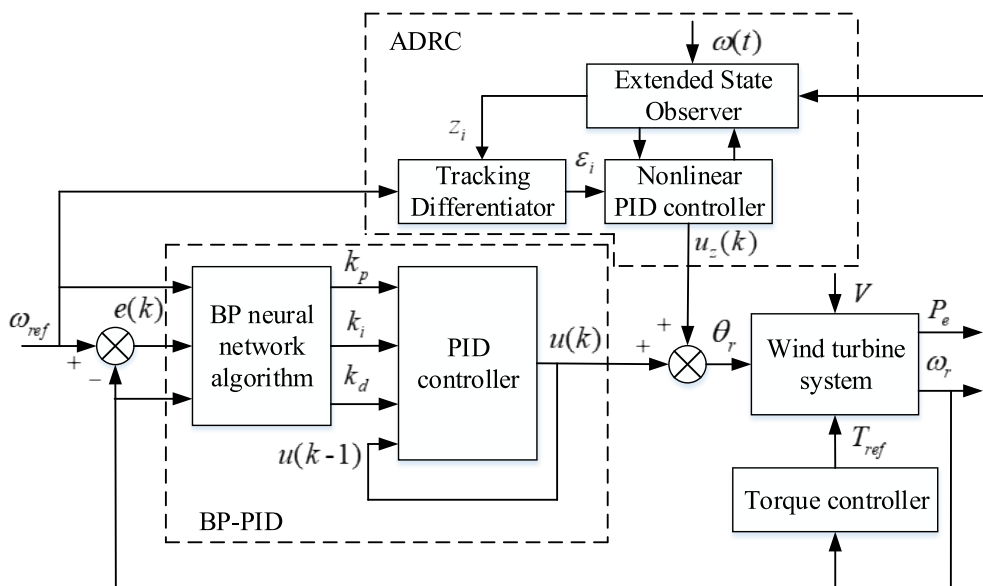 ADRC
ω(t)
Extended State
Observer
z_i
ε_i
Tracking
Differentiator
Nonlinear
PID controller
u_z(k)
k_p
e(k)
ω_ref
+
−
BP neural
network
algorithm
k_i
k_d
PID
controller
u(k)
+
+
θ_r
V
P_e
Wind turbine
system
ω_r
u(k-1)
T_ref
Torque controller
BP-PID